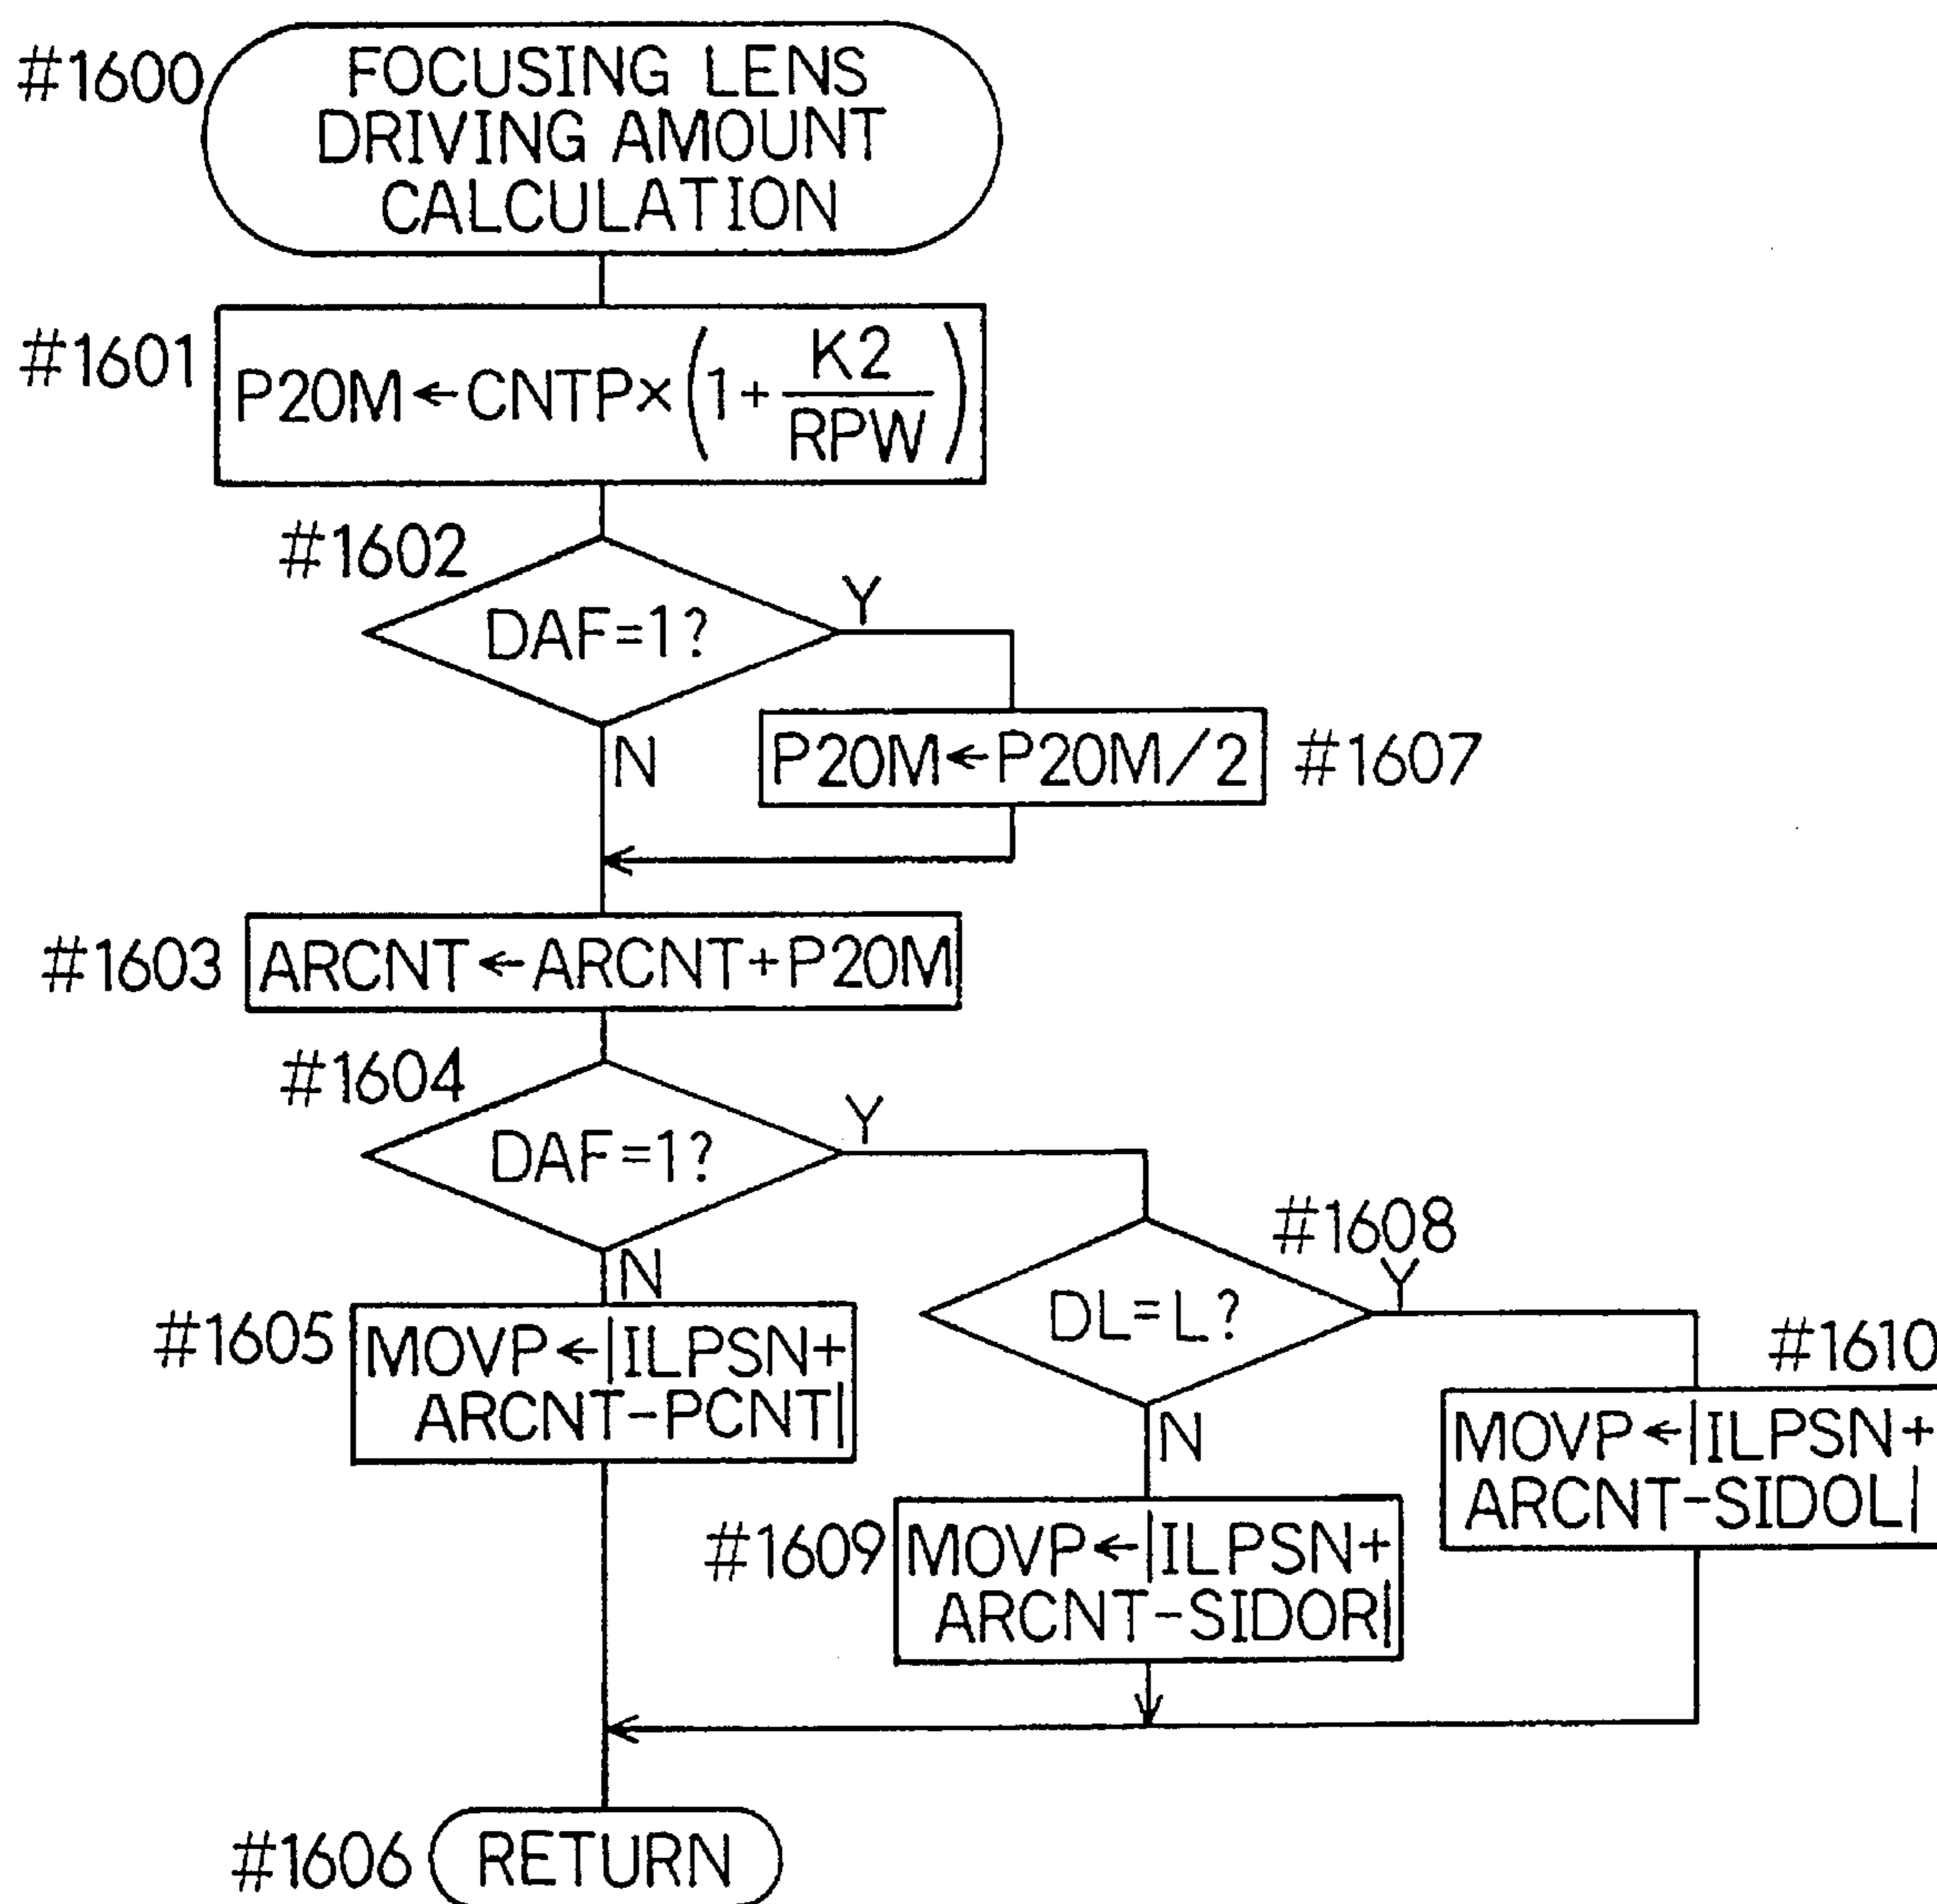 #1600
FOCUSING LENS
DRIVING AMOUNT
CALCULATION
#1601
P20M←CNTP×(1+K2/RPW)
#1602
DAF=1?
Y
N
P20M←P20M/2
#1607
#1603
ARCNT←ARCNT+P20M
#1604
DAF=1?
Y
N
#1608
DL=L?
Y
N
#1605
MOVP←|ILPSN+
ARCNT-PCNT|
#1610
MOVP←|ILPSN+
ARCNT-SIDOL|
#1609
MOVP←|ILPSN+
ARCNT-SIDOR|
#1606
RETURN